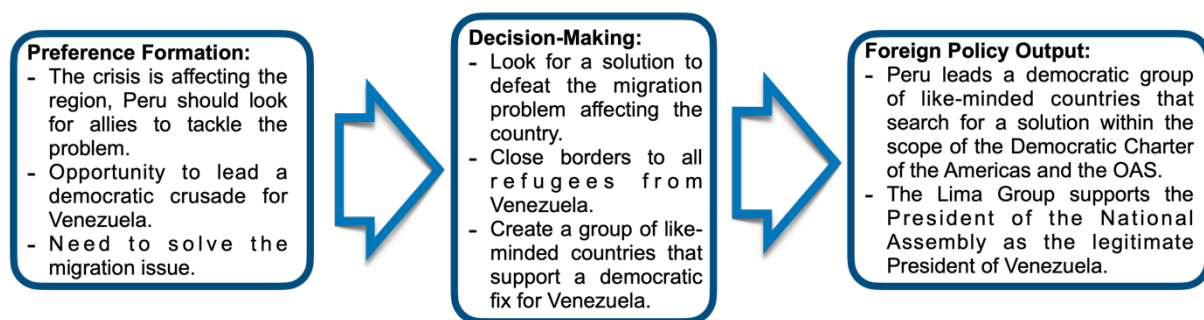 Preference Formation:
- The crisis is affecting the
region, Peru should look
for allies to tackle the
problem.
- Opportunity to lead a
democratic crusade for
Venezuela.
- Need to solve the
migration issue.
Decision-Making:
- Look for a solution to
defeat the migration
problem affecting the
country.
- Close borders to all
refugees from
Venezuela.
- Create a group of like-
minded countries that
support a democratic
fix for Venezuela.
Foreign Policy Output:
- Peru leads a democratic group
of like-minded countries that
search for a solution within the
scope of the Democratic Charter
of the Americas and the OAS.
- The Lima Group supports the
President of the National
Assembly as the legitimate
President of Venezuela.